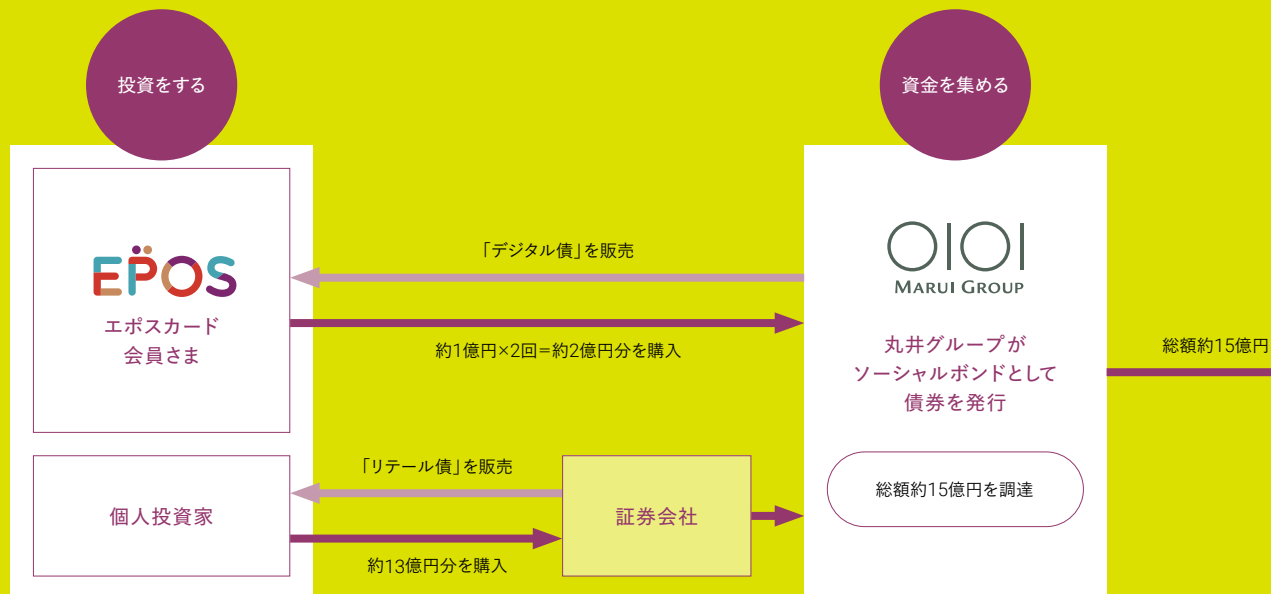 投資をする
資金を集める
EPOS
エポスカード
会員さま
「デジタル債」を販売
約1億円×2回=約2億円分を購入
OIOI
MARUI GROUP
丸井グループが
ソーシャルボンドとして
債券を発行
総額約15億円を調達
総額約15億円
個人投資家
「リテール債」を販売
約13億円分を購入
証券会社